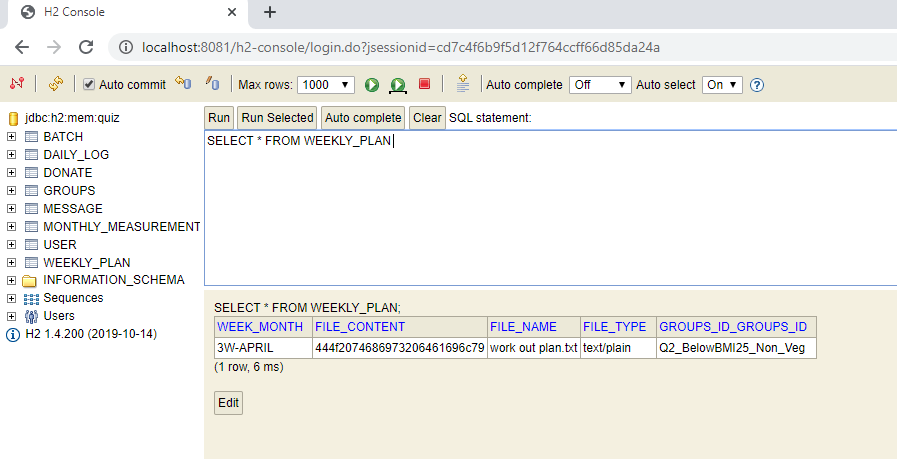 H2 Console
localhost:8081/h2-console/login.do?jsessionid=cd7c4f6b9f5d12f764ccff66d85da24a
Auto commit Max rows: 1000 Auto complete Off Auto select On ?
jdbc:h2:mem:quiz
BATCH
DAILY_LOG
DONATE
GROUPS
MESSAGE
MONTHLY_MEASUREMENT
USER
WEEKLY_PLAN
INFORMATION_SCHEMA
Sequences
Users
H2 1.4.200 (2019-10-14)
Run Run Selected Auto complete Clear SQL statement:
SELECT * FROM WEEKLY_PLAN
SELECT * FROM WEEKLY_PLAN;
WEEK_MONTH FILE_CONTENT FILE_NAME FILE_TYPE GROUPS_ID_GROUPS_ID
3W-APRIL 444f2074686973206461696c79 work out plan.txt text/plain Q2_BelowBMI25_Non_Veg
(1 row, 6 ms)
Edit